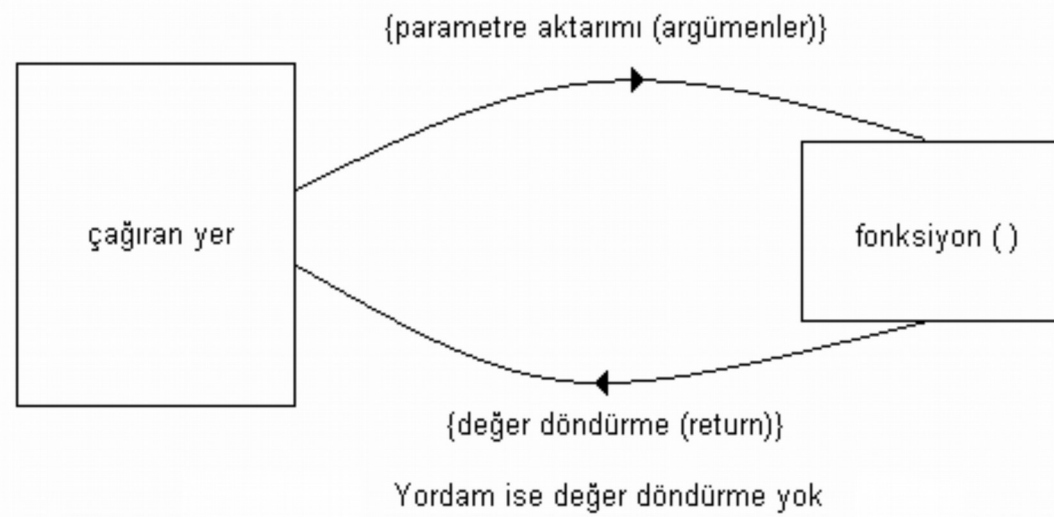 {parametre aktarımı (argümenler)}
çağıran yer
fonksiyon ( )
{değer döndürme (return)}
Yordam ise değer döndürme yok